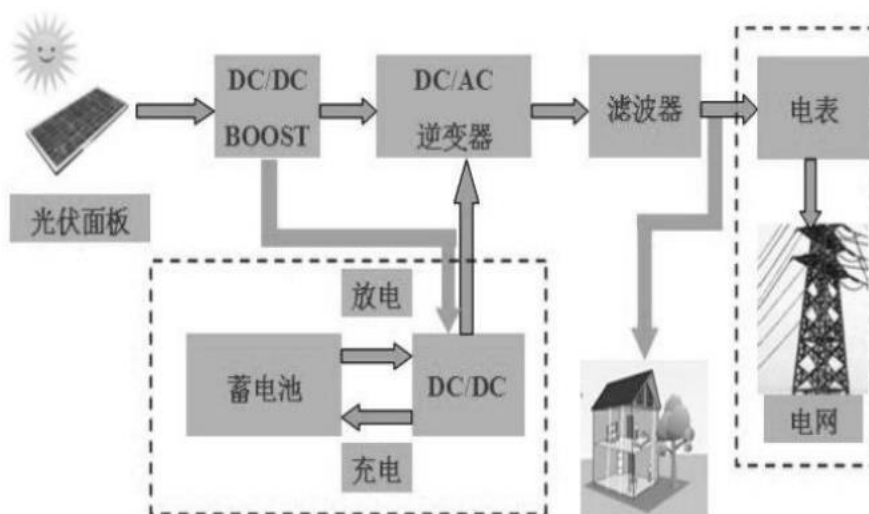 DC/DC
BOOST
DC/AC
逆变器
滤波器
电表
光伏面板
放电
蓄电池
DC/DC
充电
电网